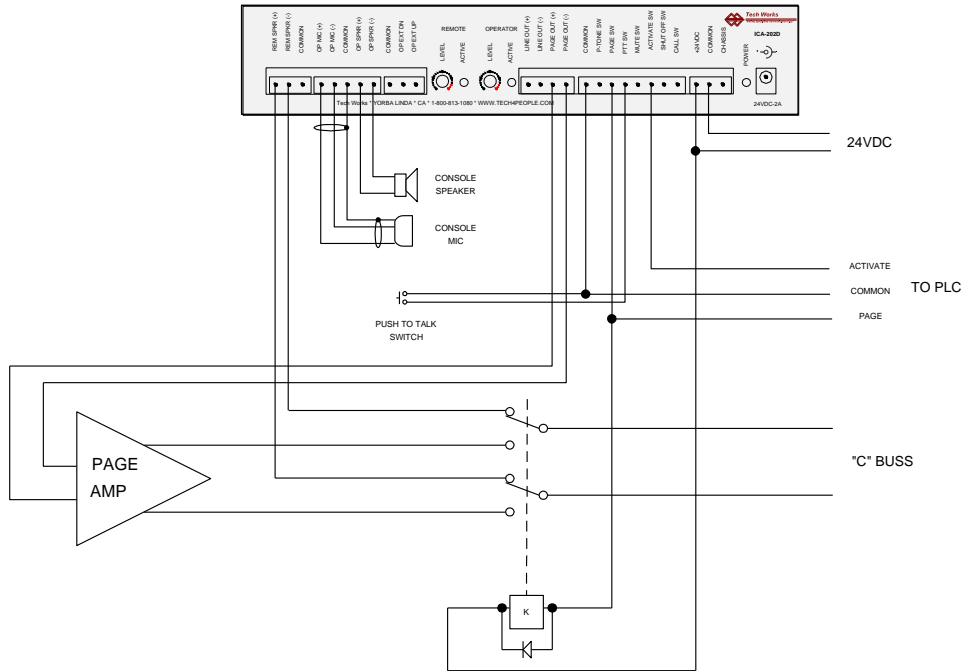 Tech Works
ICA-202D
REM SPKR (+)
REM SPKR (-)
COMMON
OP MIC (+)
OP MIC (-)
COMMON
OP SPKR (+)
OP SPKR (-)
COMMON
OP EXT DN
OP EXT UP
REMOTE
LEVEL
ACTIVE
OPERATOR
LEVEL
ACTIVE
LINE OUT (+)
LINE OUT (-)
PAGE OUT (+)
PAGE OUT (-)
COMMON
P-TONE SW
PAGE SW
PTT SW
MUTE SW
ACTIVATE SW
SHUT OFF SW
CALL SW
+24VDC
COMMON
CHASSIS
POWER
24VDC-2A
Tech Works * YORBA LINDA * CA * 1-800-813-1080 * WWW.TECH4PEOPLE.COM
24VDC
CONSOLE
SPEAKER
CONSOLE
MIC
ACTIVATE
COMMON
PAGE
TO PLC
PUSH TO TALK
SWITCH
PAGE
AMP
"C" BUSS
K